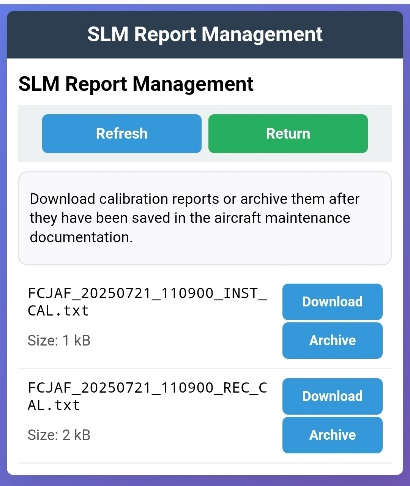 SLM Report Management
SLM Report Management
Refresh
Return
Download calibration reports or archive them after
they have been saved in the aircraft maintenance
documentation.
FCJAF_20250721_110900_INST_
CAL.txt
Download
Size: 1 kB
Archive
FCJAF_20250721_110900_REC_C
AL.txt
Download
Size: 2 kB
Archive